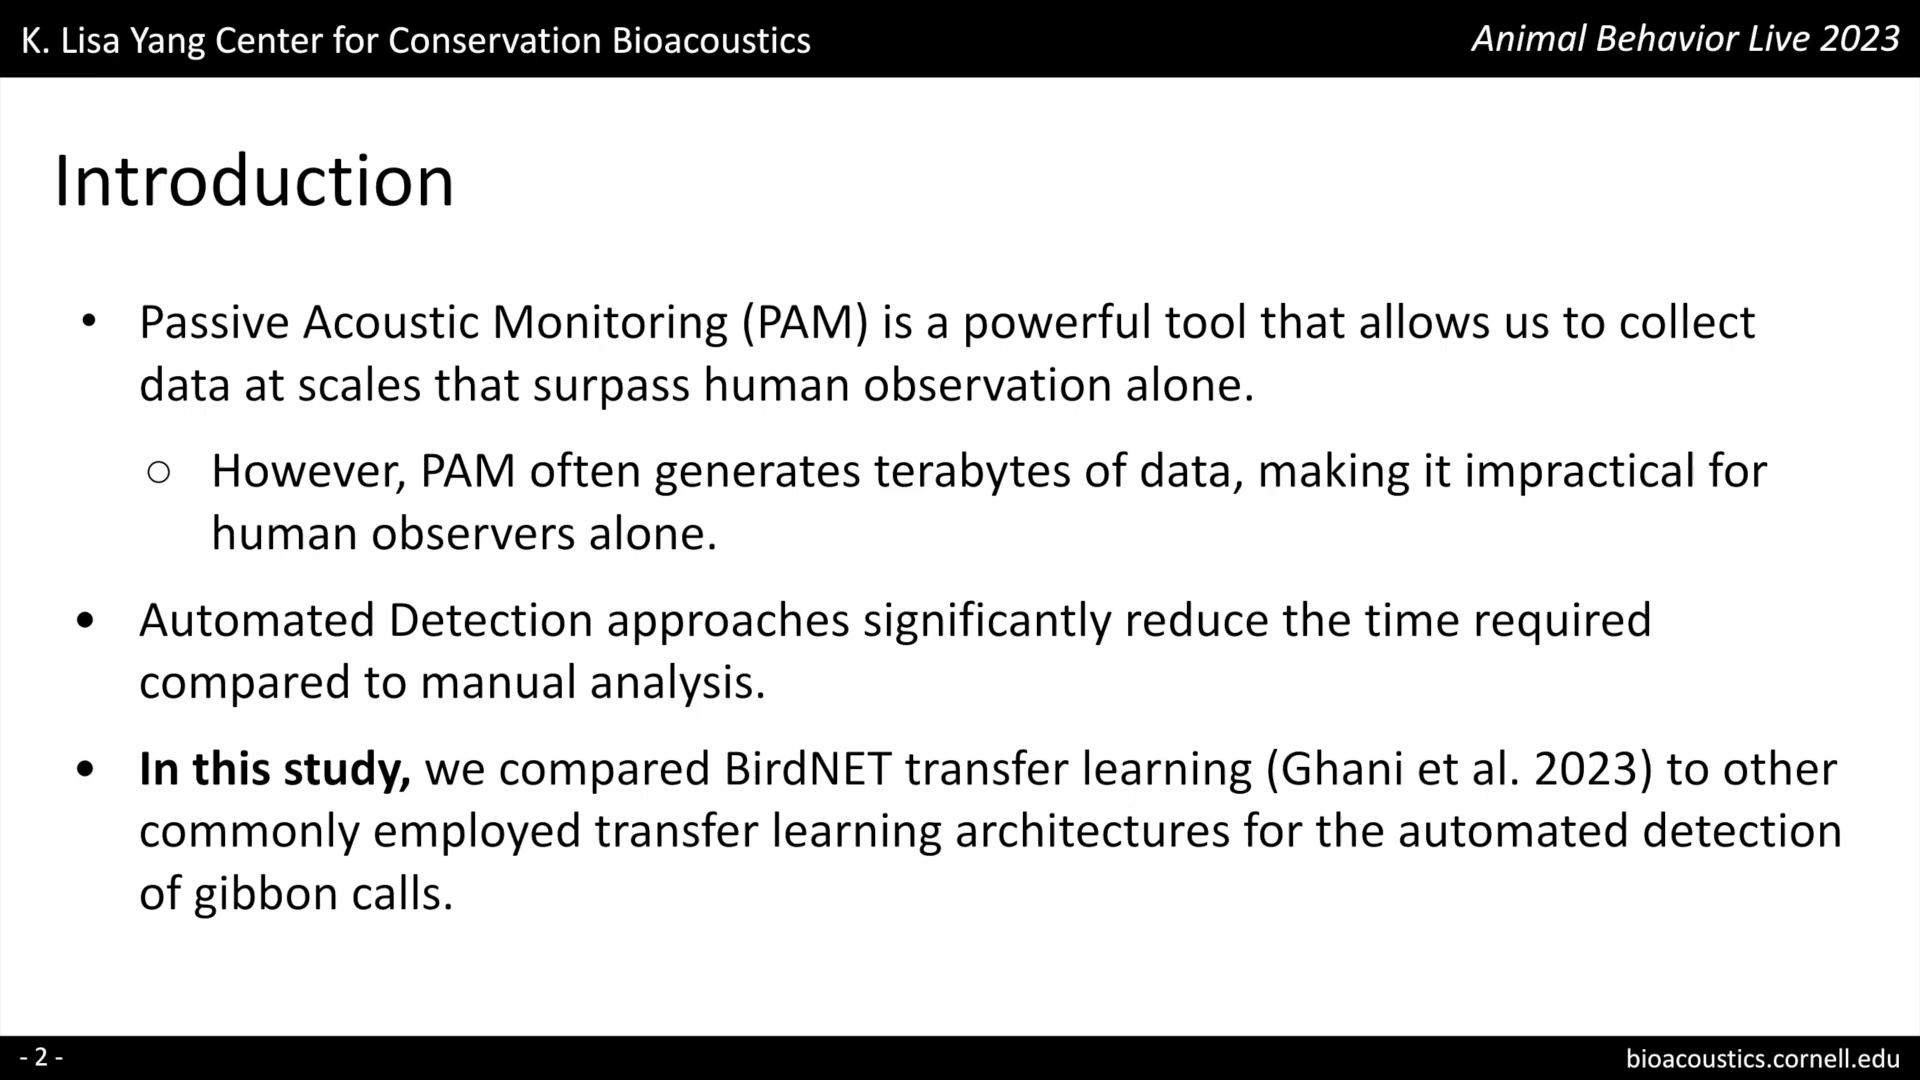 K. Lisa Yang Center for Conservation Bioacoustics
Animal Behavior Live 2023
Introduction
• Passive Acoustic Monitoring (PAM) is a powerful tool that allows us to collect
data at scales that surpass human observation alone.
○ However, PAM often generates terabytes of data, making it impractical for
human observers alone.
• Automated Detection approaches significantly reduce the time required
compared to manual analysis.
• In this study, we compared BirdNET transfer learning (Ghani et al. 2023) to other
commonly employed transfer learning architectures for the automated detection
of gibbon calls.
- 2 -
bioacoustics.cornell.edu